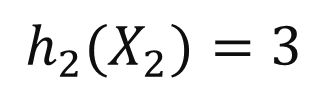 h₂(X₂) = 3